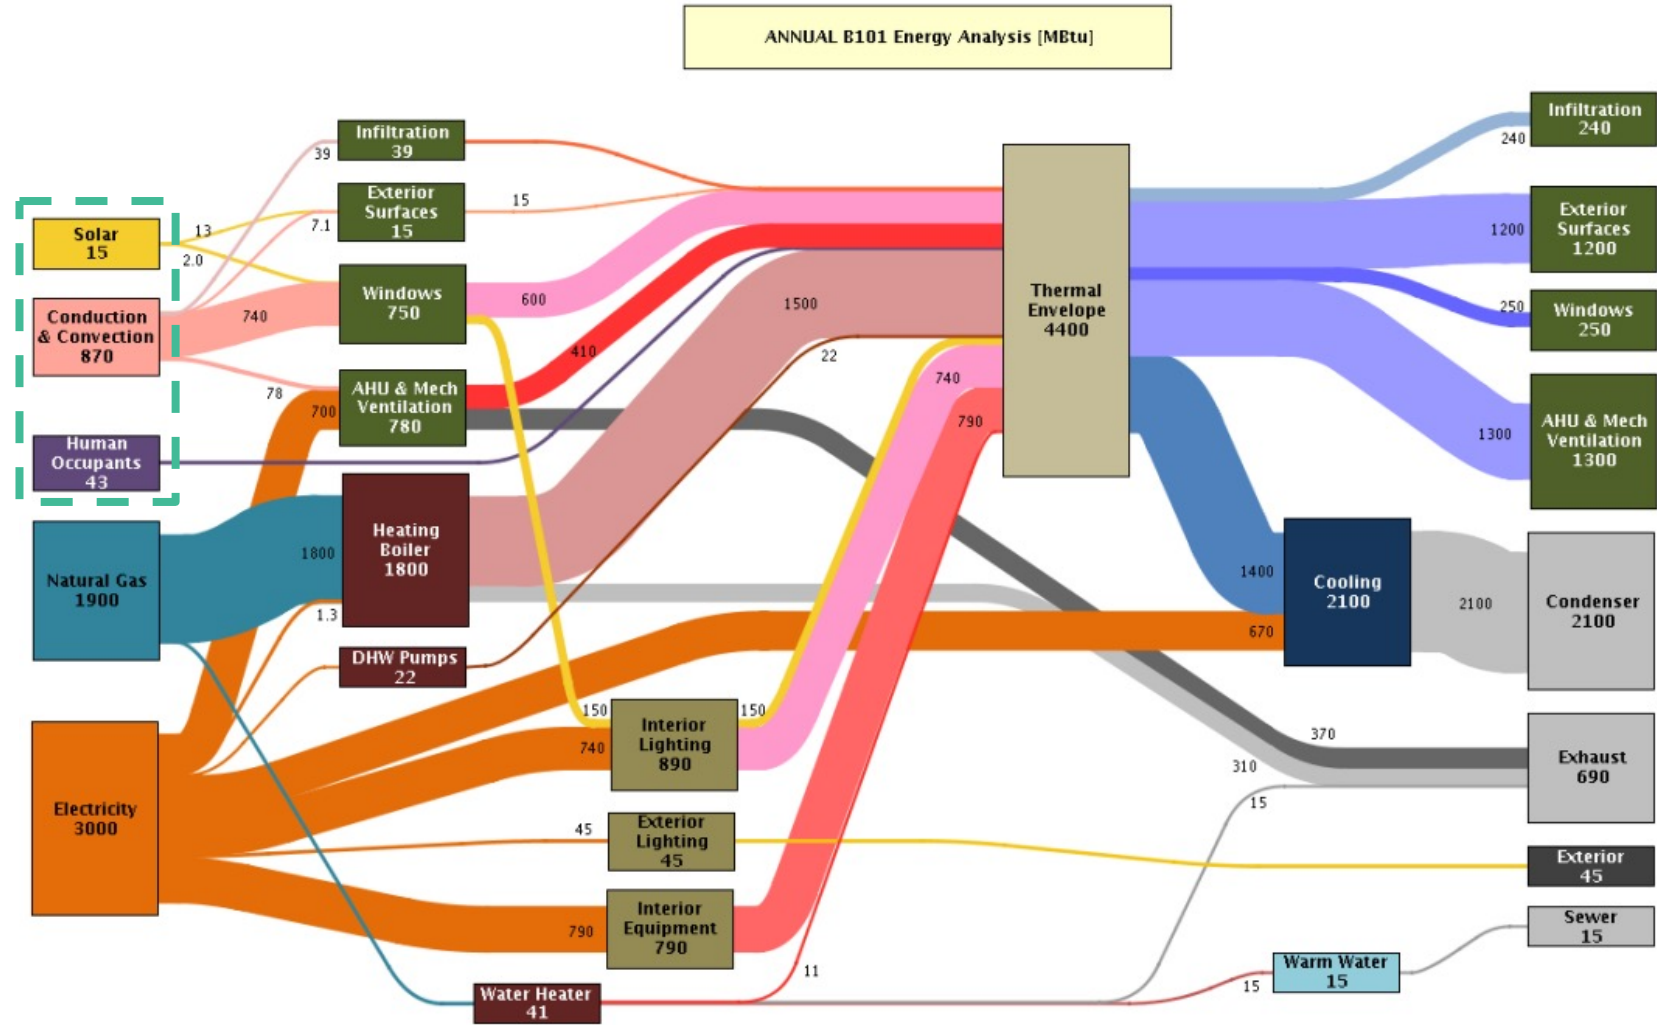 ANNUAL B101 Energy Analysis [MBtu]
Solar
15
Conduction
& Convection
870
Human
Occupants
43
Natural Gas
1900
Electricity
3000
13
2.0
39
7.1
740
78
700
1800
1.3
Infiltration
39
Exterior
Surfaces
15
Windows
750
AHU & Mech
Ventilation
780
Heating
Boiler
1800
DHW Pumps
22
15
600
410
1500
22
740
790
150
740
45
790
Interior
Lighting
890
150
Exterior
Lighting
45
Interior
Equipment
790
Water Heater
41
11
Thermal
Envelope
4400
240
1200
250
1300
1400
670
Cooling
2100
2100
370
310
15
15
Warm Water
15
Infiltration
240
Exterior
Surfaces
1200
Windows
250
AHU & Mech
Ventilation
1300
Condenser
2100
Exhaust
690
Exterior
45
Sewer
15